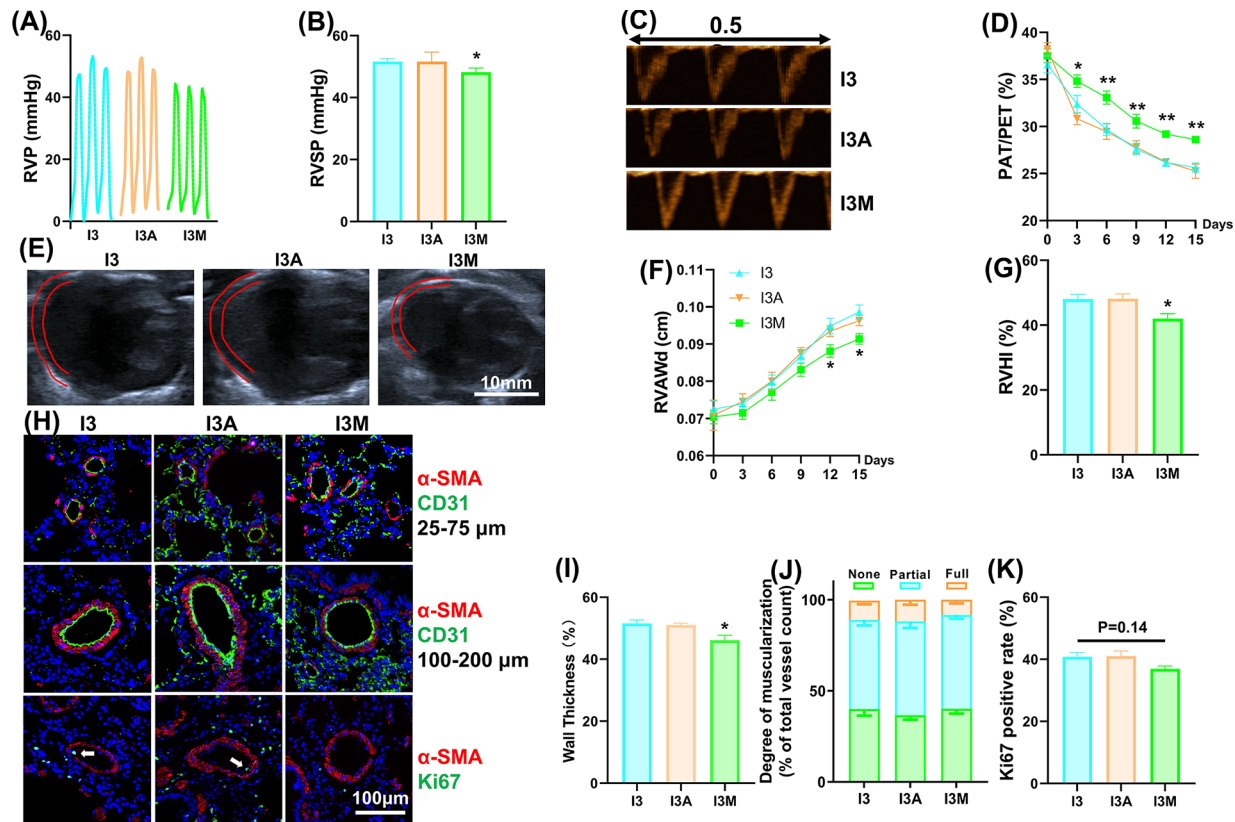 (A)
60
40
20
0
RVP (mmHg)
I3 I3A I3M
(B)
60
40
20
0
RVSP (mmHg)
*
I3 I3A I3M
(C)
0.5
I3
I3A
I3M
(D)
40
35
30
25
20
PAT/PET (%)
* ** ** ** **
0 3 6 9 12 15
Days
(E)
I3 I3A I3M
10mm
(F)
0.11
0.10
0.09
0.08
0.07
0.06
RVAWd (cm)
I3
I3A
I3M
* *
0 3 6 9 12 15
Days
(G)
60
40
20
0
RVHI (%)
*
I3 I3A I3M
(H)
I3 I3A I3M
α-SMA
CD31
25-75 μm
α-SMA
CD31
100-200 μm
α-SMA
Ki67
100μm
(I)
60
40
20
0
Wall Thickness (%)
*
I3 I3A I3M
(J)
None Partial Full
100
50
0
Degree of muscularization
(% of total vessel count)
I3 I3A I3M
(K)
60
40
20
0
Ki67 positive rate (%)
P=0.14
I3 I3A I3M